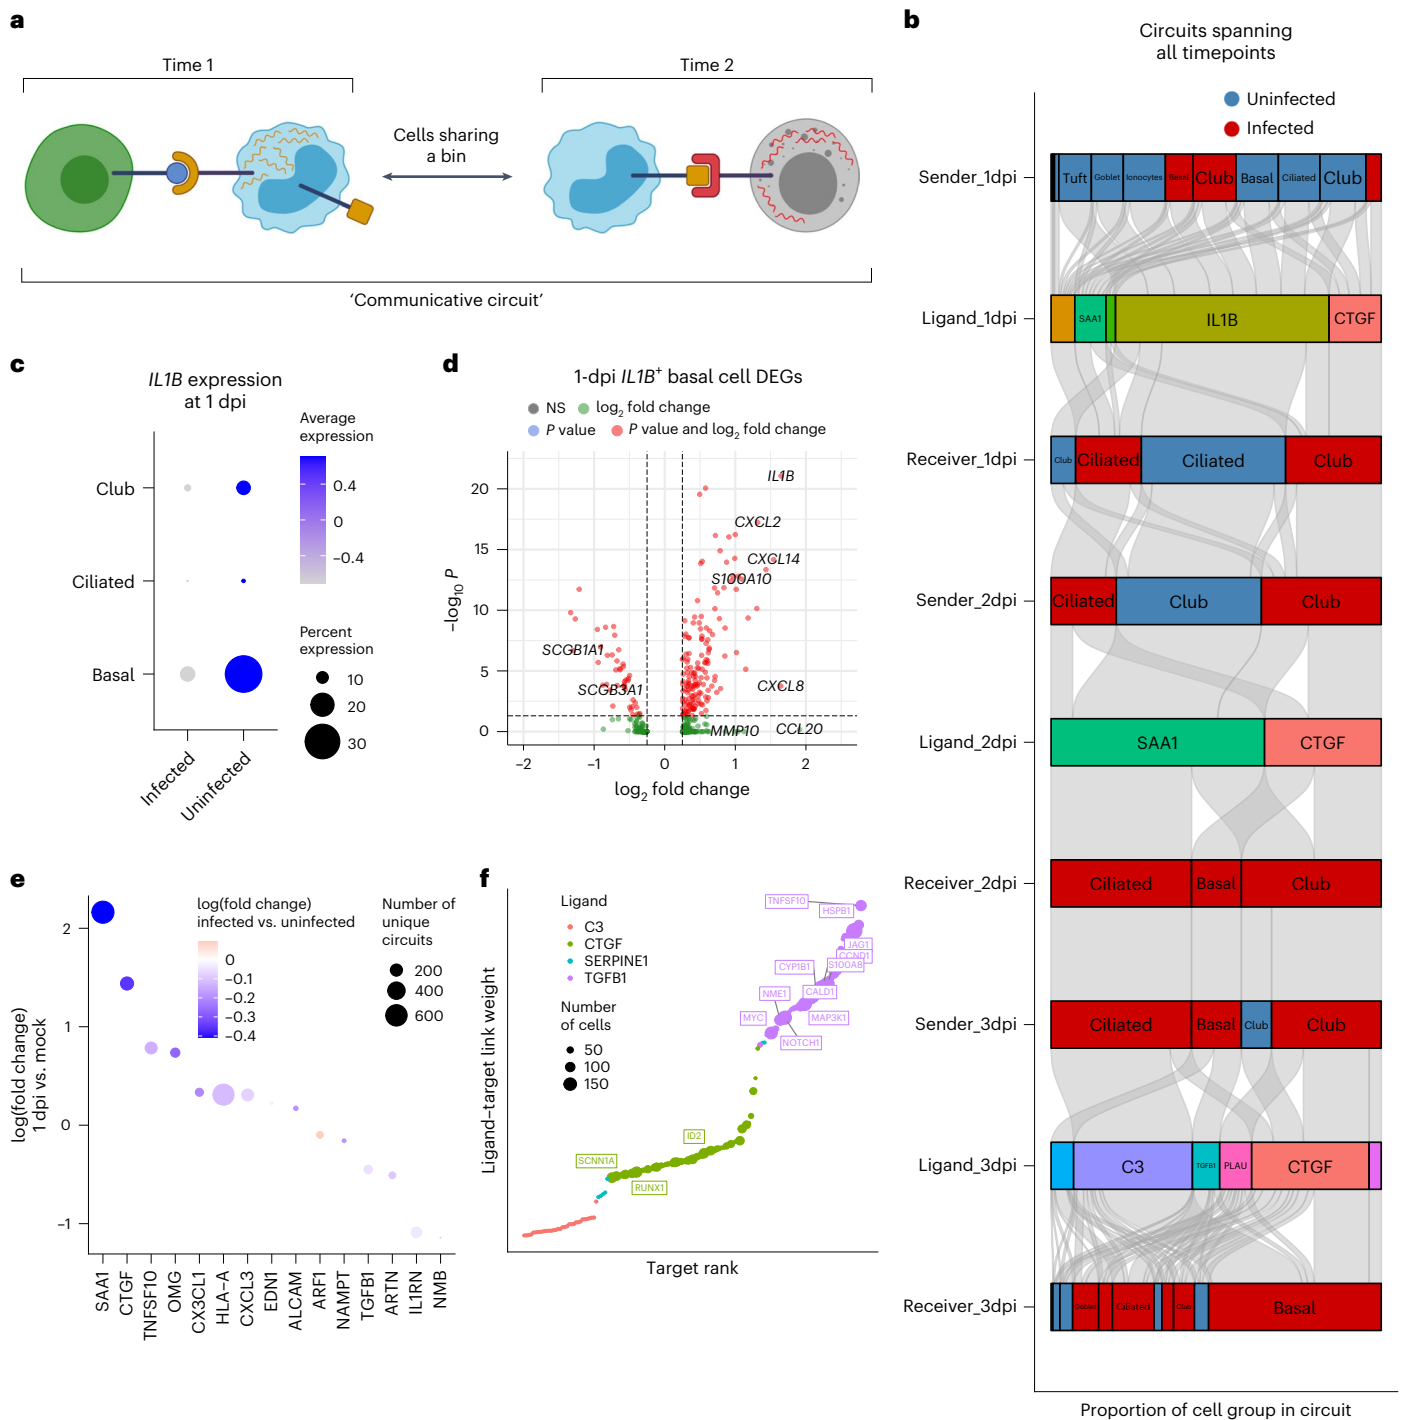 a
Time 1
Time 2
Cells sharing
a bin
‘Communicative circuit’
b
Circuits spanning
all timepoints
Uninfected
Infected
Sender_1dpi
Tuft
Goblet
Ionocytes
Basal
Club
Basal
Ciliated
Club
Ligand_1dpi
SAA1
IL1B
CTGF
Receiver_1dpi
Club
Ciliated
Ciliated
Club
Sender_2dpi
Ciliated
Club
Club
Ligand_2dpi
SAA1
CTGF
Receiver_2dpi
Ciliated
Basal
Club
Sender_3dpi
Ciliated
Basal
Club
Club
Ligand_3dpi
C3
TGFB1
PLAU
CTGF
Receiver_3dpi
Goblet
Ciliated
Club
Basal
Proportion of cell group in circuit
c
IL1B expression
at 1 dpi
Club
Ciliated
Basal
Infected
Uninfected
Average
expression
0.4
0
–0.4
Percent
expression
10
20
30
d
1-dpi IL1B+ basal cell DEGs
NS
log2 fold change
P value
P value and log2 fold change
–log10 P
20
15
10
5
0
IL1B
CXCL2
CXCL14
S100A10
SCGB1A1
SCGB3A1
CXCL8
MMP10
CCL20
–2
–1
0
1
2
log2 fold change
e
log(fold change)
1 dpi vs. mock
2
1
0
–1
log(fold change)
infected vs. uninfected
0
–0.1
–0.2
–0.3
–0.4
Number of
unique
circuits
200
400
600
SAA1
CTGF
TNFSF10
OMG
CX3CL1
HLA–A
CXCL3
EDN1
ALCAM
ARF1
NAMPT
TGFB1
ARTN
IL1RN
NMB
f
Ligand–target link weight
Ligand
C3
CTGF
SERPINE1
TGFB1
Number
of cells
50
100
150
TNFSF10
HSPB1
JAG1
CCND1
S100A8
CYP1B1
CALD1
NME1
MAP3K1
MYC
NOTCH1
ID2
SCNN1A
RUNX1
Target rank